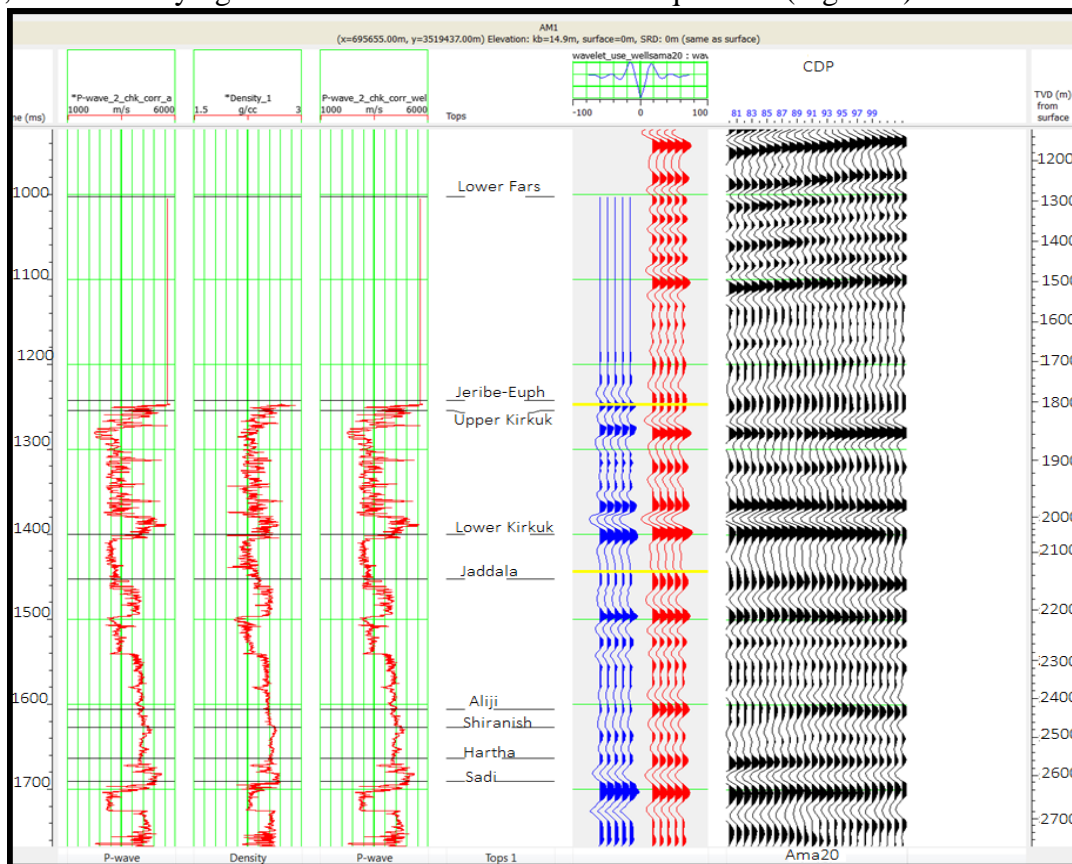 AM1
(x=695655.00m, y=3519437.00m) Elevation: kb=14.9m, surface=0m, SRD: 0m (same as surface)
wavelet_use_wellsama20 : wav
CDP
*P-wave_2_chk_corr_a
1000 m/s 6000
*Density_1
1.5 g/cc 3
P-wave_2_chk_corr_wel
1000 m/s 6000
Tops
-100 0 100
81 83 85 87 89 91 93 95 97 99
TVD (m)
from
surface
ne (ms)
1000
1100
1200
1300
1400
1500
1600
1700
Lower Fars
Jeribe-Euph
Upper Kirkuk
Lower Kirkuk
Jaddala
Aliji
Shiranish
Hartha
Sadi
1200
1300
1400
1500
1600
1700
1800
1900
2000
2100
2200
2300
2400
2500
2600
2700
P-wave
Density
P-wave
Tops 1
Ama20